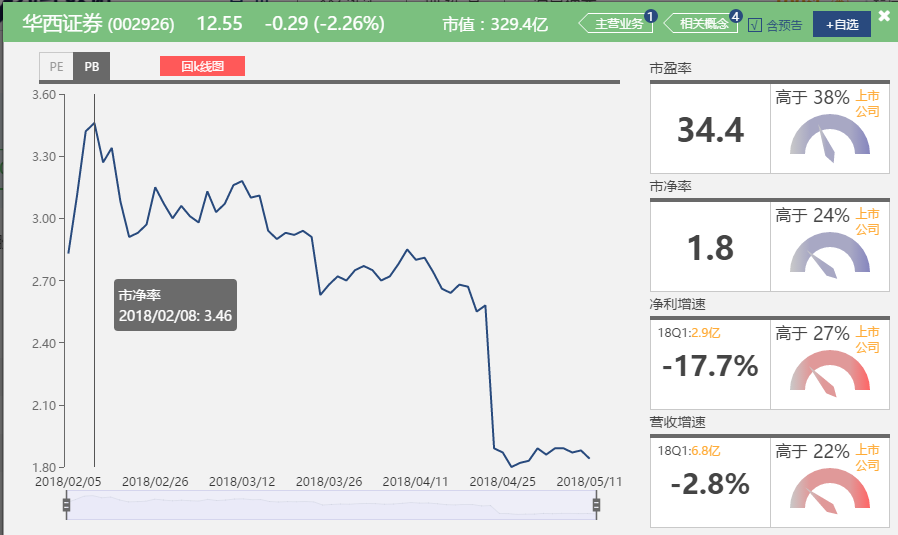 华西证券 (002926) 12.55 -0.29 (-2.26%) 市值：329.4亿 主营业务 1 相关概念 4 含预告 +自选
PE PB 回k线图
3.60
3.30
3.00
2.70
2.40
2.10
1.80
市净率
2018/02/08: 3.46
2018/02/05 2018/02/26 2018/03/12 2018/03/26 2018/04/11 2018/04/25 2018/05/11
市盈率
34.4
高于 38% 上市
公司
市净率
1.8
高于 24% 上市
公司
净利增速
18Q1:2.9亿
-17.7%
高于 27% 上市
公司
营收增速
18Q1:6.8亿
-2.8%
高于 22% 上市
公司